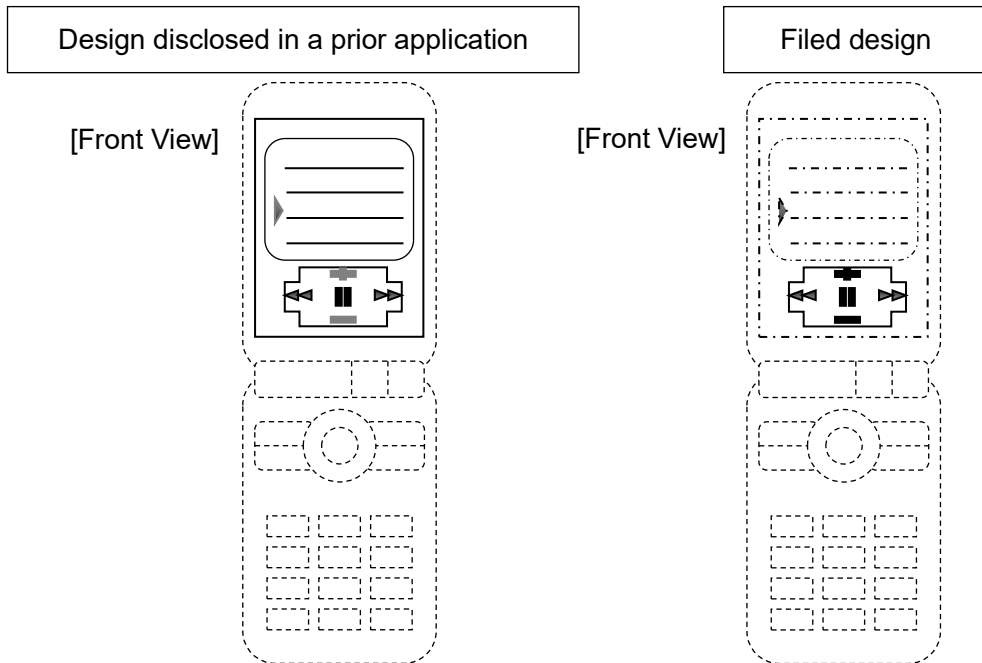 Design disclosed in a prior application
Filed design
[Front View]
[Front View]